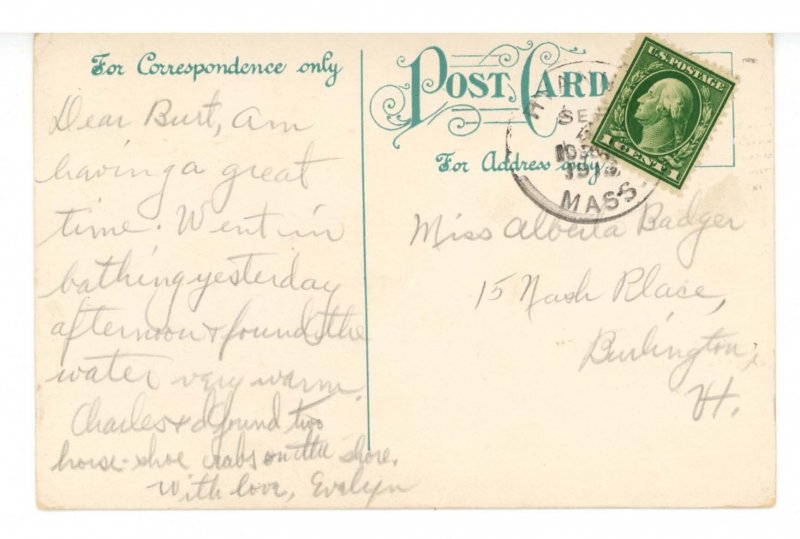 For Correspondence only
Dear Burt, am
having a great
time. Went in
bathing yesterday
afternoon & found the
water very warm.
Charles & I found two
horse-shoe crabs on the shore.
With love, Evelyn
POST CARD
For Address only
U.S. POSTAGE
1 CENT 1
SE
MASS.
Miss Alberta Badger
15 Nash Place,
Burlington,
Vt.